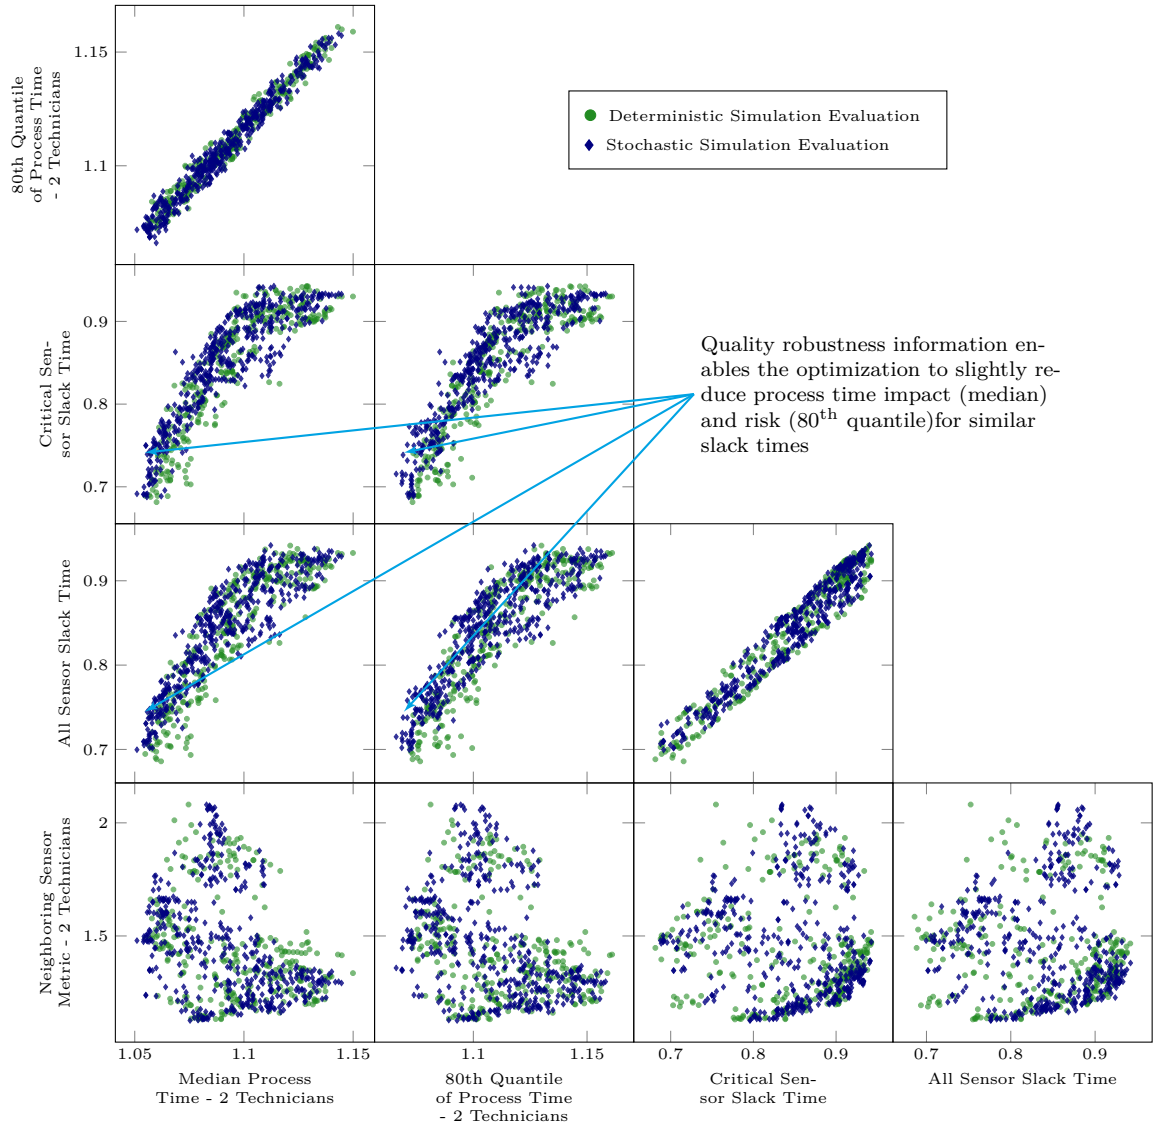 80th Quantile
of Process Time
- 2 Technicians
1.15
1.1
Deterministic Simulation Evaluation
Stochastic Simulation Evaluation
Critical Sen-
sor Slack Time
0.9
0.8
0.7
Quality robustness information en-
ables the optimization to slightly re-
duce process time impact (median)
and risk (80th quantile)for similar
slack times
All Sensor Slack Time
0.9
0.8
0.7
Neighboring Sensor
Metric - 2 Technicians
2
1.5
1.05 1.1 1.15
1.1 1.15
0.7 0.8 0.9
0.7 0.8 0.9
Median Process
Time - 2 Technicians
80th Quantile
of Process Time
- 2 Technicians
Critical Sen-
sor Slack Time
All Sensor Slack Time